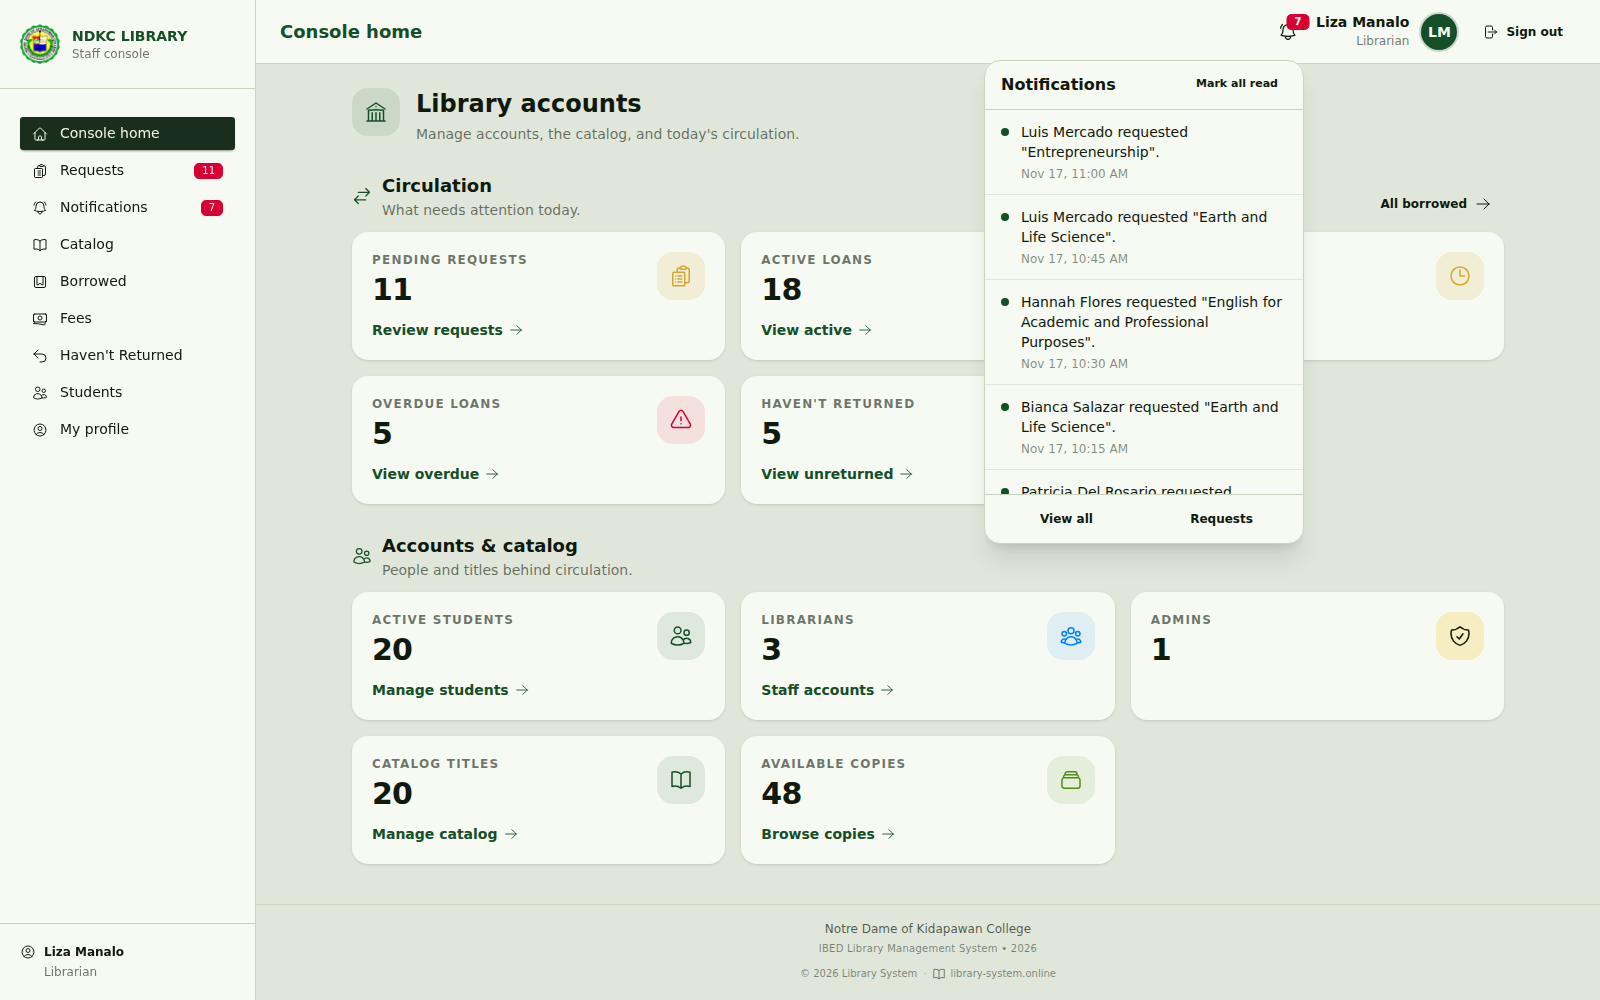 NDKC LIBRARY
Staff console
Console home
Requests
11
Notifications
7
Catalog
Borrowed
Fees
Haven't Returned
Students
My profile
Liza Manalo
Librarian
Console home
7
Liza Manalo
Librarian
LM
Sign out
Library accounts
Manage accounts, the catalog, and today's circulation.
Circulation
What needs attention today.
All borrowed
PENDING REQUESTS
11
Review requests
ACTIVE LOANS
18
View active
OVERDUE LOANS
5
View overdue
HAVEN'T RETURNED
5
View unreturned
Notifications
Mark all read
Luis Mercado requested
"Entrepreneurship".
Nov 17, 11:00 AM
Luis Mercado requested "Earth and
Life Science".
Nov 17, 10:45 AM
Hannah Flores requested "English for
Academic and Professional
Purposes".
Nov 17, 10:30 AM
Bianca Salazar requested "Earth and
Life Science".
Nov 17, 10:15 AM
Patricia Del Rosario requested
View all
Requests
Accounts & catalog
People and titles behind circulation.
ACTIVE STUDENTS
20
Manage students
LIBRARIANS
3
Staff accounts
ADMINS
1
CATALOG TITLES
20
Manage catalog
AVAILABLE COPIES
48
Browse copies
Notre Dame of Kidapawan College
IBED Library Management System • 2026
© 2026 Library System · library-system.online